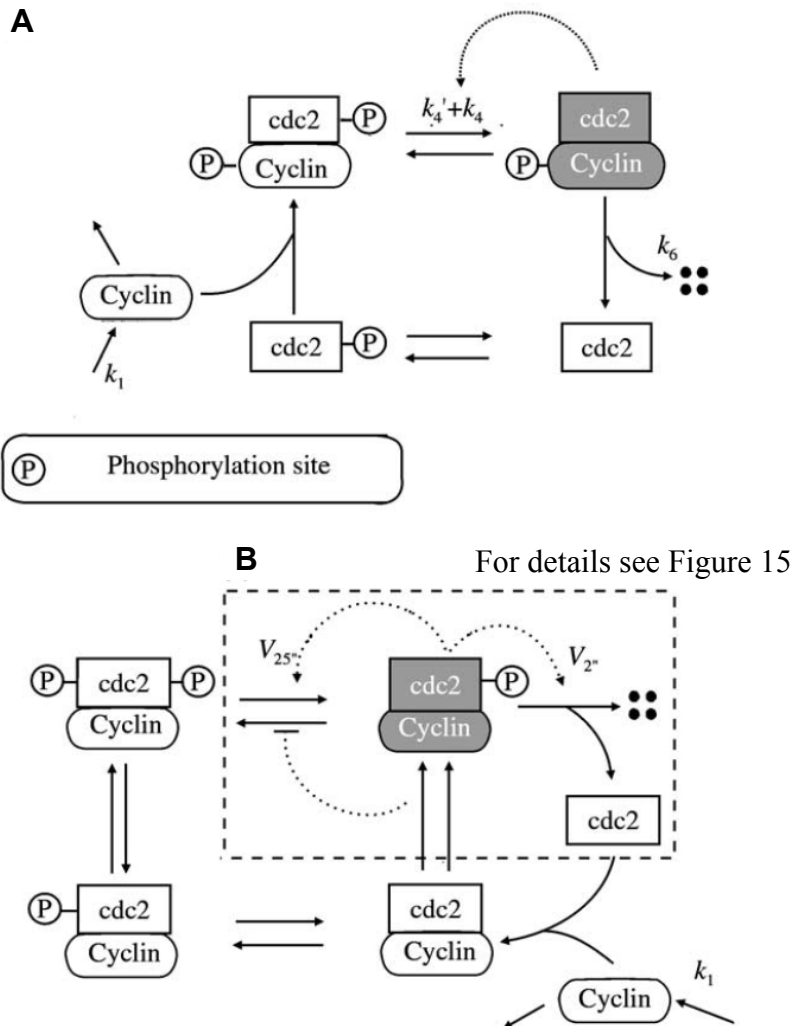 A
k4'+k4
cdc2 P
P Cyclin
cdc2
P Cyclin
k6
Cyclin
k1
cdc2 P
cdc2
P Phosphorylation site
B For details see Figure 15
V25"
V2"
P cdc2 P
Cyclin
cdc2 P
Cyclin
cdc2
P cdc2
Cyclin
cdc2
Cyclin
k1
Cyclin